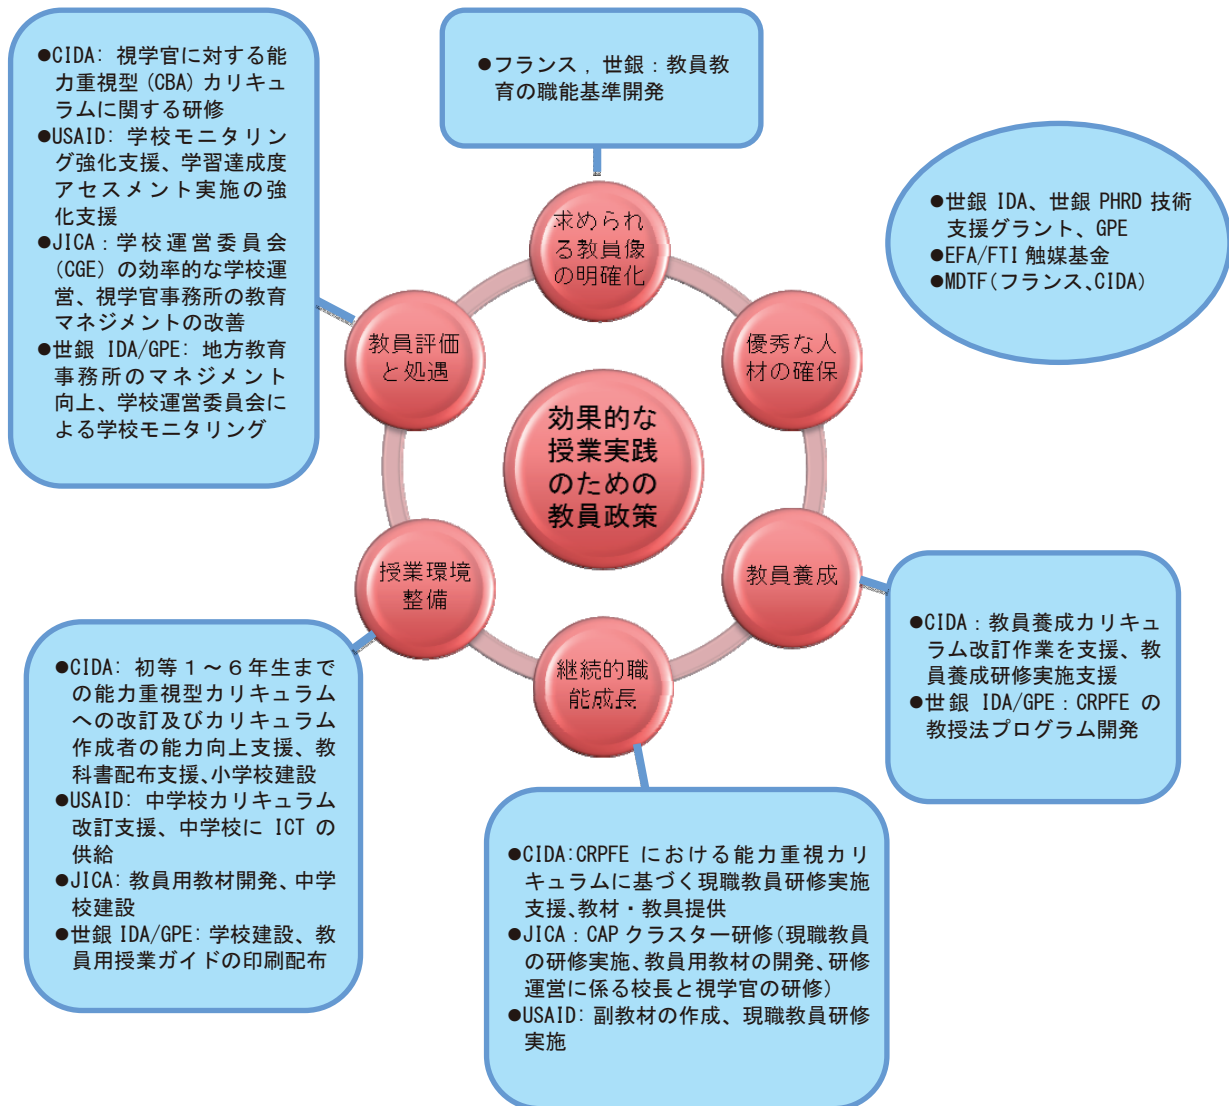 ●CIDA: 視学官に対する能
力重視型(CBA)カリキュ
ラムに関する研修
●USAID: 学校モニタリン
グ強化支援、学習達成度
アセスメント実施の強
化支援
●JICA：学校運営委員会
(CGE)の効率的な学校運
営、視学官事務所の教育
マネジメントの改善
●世銀 IDA/GPE: 地方教育
事務所のマネジメント
向上、学校運営委員会に
よる学校モニタリング
●フランス，世銀：教員教
育の職能基準開発
●世銀 IDA、世銀 PHRD 技術
支援グラント、GPE
●EFA/FTI 触媒基金
●MDTF(フランス、CIDA)
求められ
る教員像
の明確化
優秀な人
材の確保
教員養成
継続的職
能成長
授業環境
整備
教員評価
と処遇
効果的な
授業実践
のための
教員政策
●CIDA：教員養成カリキュ
ラム改訂作業を支援、教
員養成研修実施支援
●世銀 IDA/GPE：CRPFE の
教授法プログラム開発
●CIDA: 初等１～６年生まで
の能力重視型カリキュラム
への改訂及びカリキュラム
作成者の能力向上支援、教
科書配布支援、小学校建設
●USAID: 中学校カリキュラム
改訂支援、中学校に ICT の
供給
●JICA: 教員用教材開発、中学
校建設
●世銀 IDA/GPE: 学校建設、教
員用授業ガイドの印刷配布
●CIDA:CRPFE における能力重視カリ
キュラムに基づく現職教員研修実施
支援、教材・教具提供
●JICA：CAP クラスター研修(現職教員
の研修実施、教員用教材の開発、研修
運営に係る校長と視学官の研修)
●USAID: 副教材の作成、現職教員研修
実施